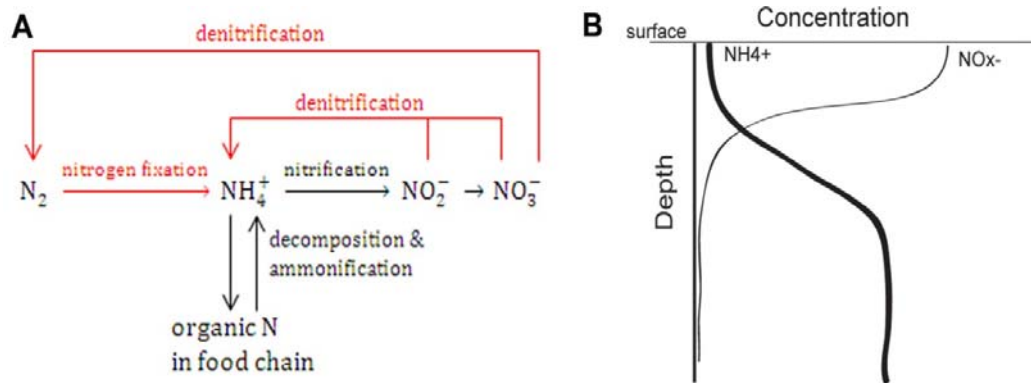 A
denitrification
denitrification
nitrogen fixation
nitrification
N₂
NH₄⁺
NO₂⁻ → NO₃⁻
decomposition &
ammonification
organic N
in food chain
B
Concentration
surface
NH4+
NOx-
Depth